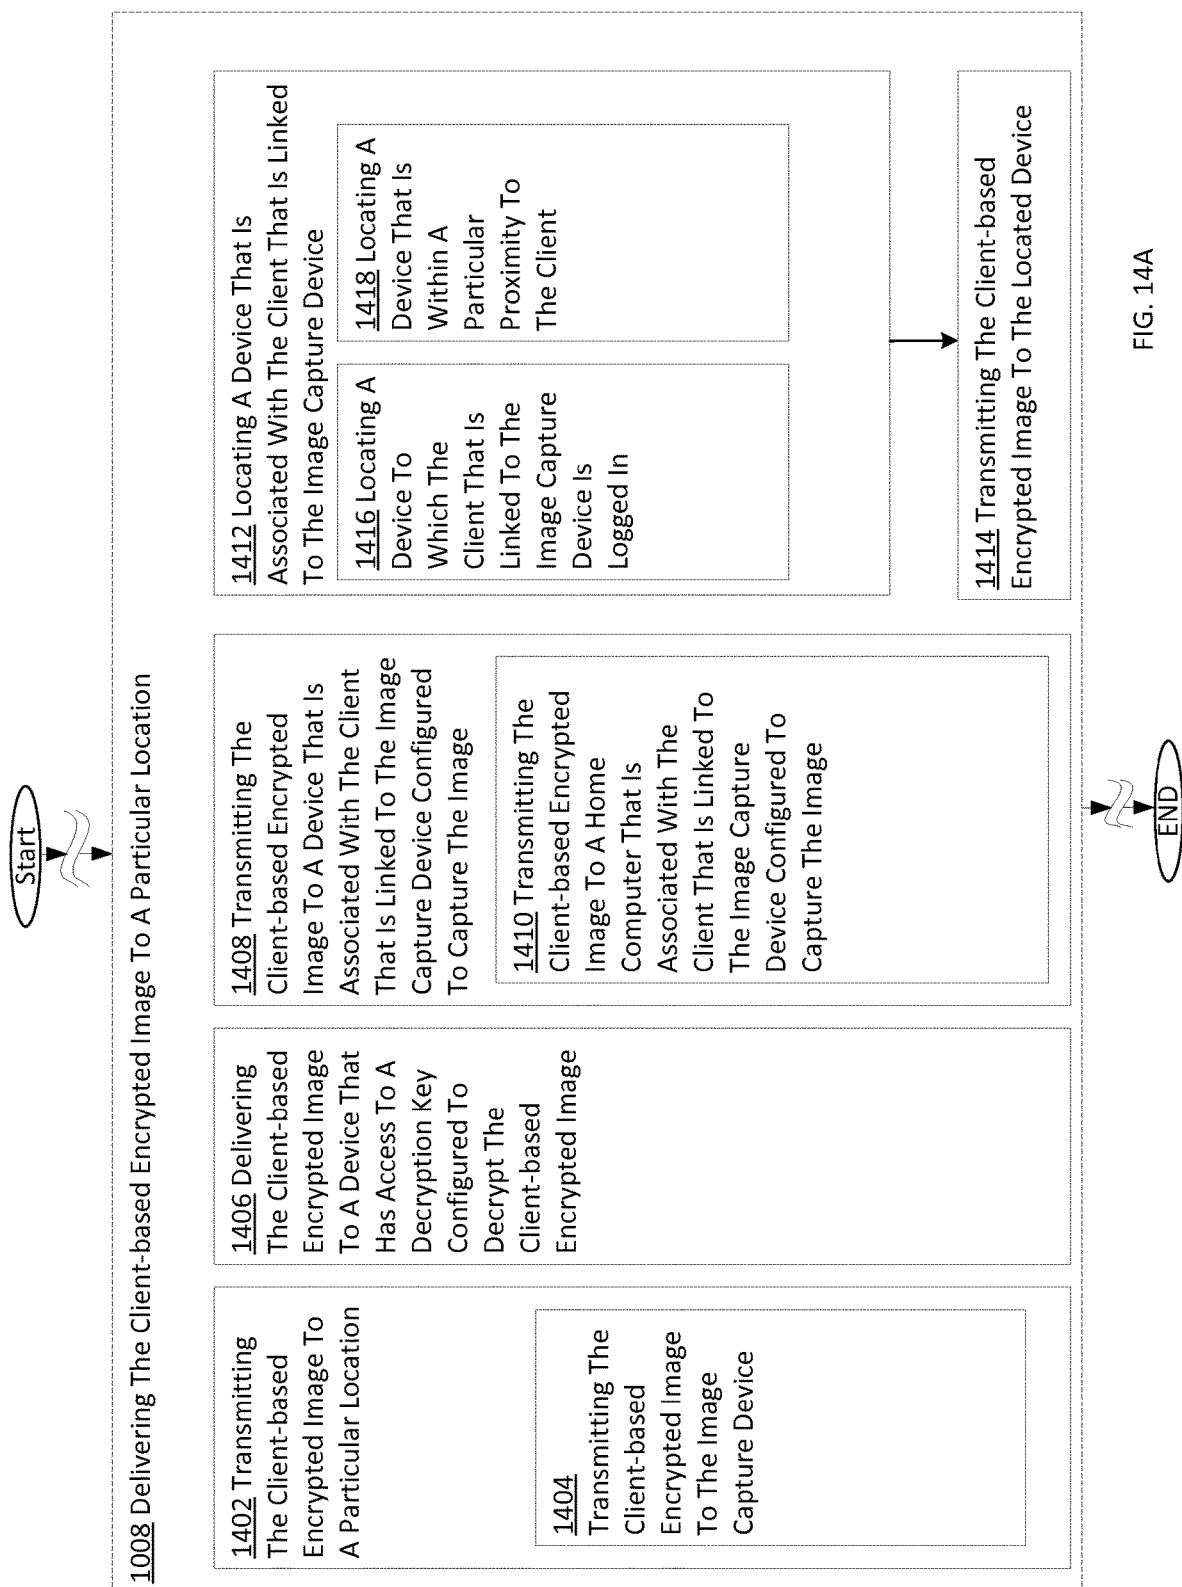 Start
1008 Delivering The Client-based Encrypted Image To A Particular Location
1402 Transmitting
The Client-based
Encrypted Image To
A Particular Location
1404
Transmitting The
Client-based
Encrypted Image
To The Image
Capture Device
1406 Delivering
The Client-based
Encrypted Image
To A Device That
Has Access To A
Decryption Key
Configured To
Decrypt The
Client-based
Encrypted Image
1408 Transmitting The
Client-based Encrypted
Image To A Device That Is
Associated With The Client
That Is Linked To The Image
Capture Device Configured
To Capture The Image
1410 Transmitting The
Client-based Encrypted
Image To A Home
Computer That Is
Associated With The
Client That Is Linked To
The Image Capture
Device Configured To
Capture The Image
1412 Locating A Device That Is
Associated With The Client That Is Linked
To The Image Capture Device
1416 Locating A
Device To
Which The
Client That Is
Linked To The
Image Capture
Device Is
Logged In
1418 Locating A
Device That Is
Within A
Particular
Proximity To
The Client
1414 Transmitting The Client-based
Encrypted Image To The Located Device
END
FIG. 14A